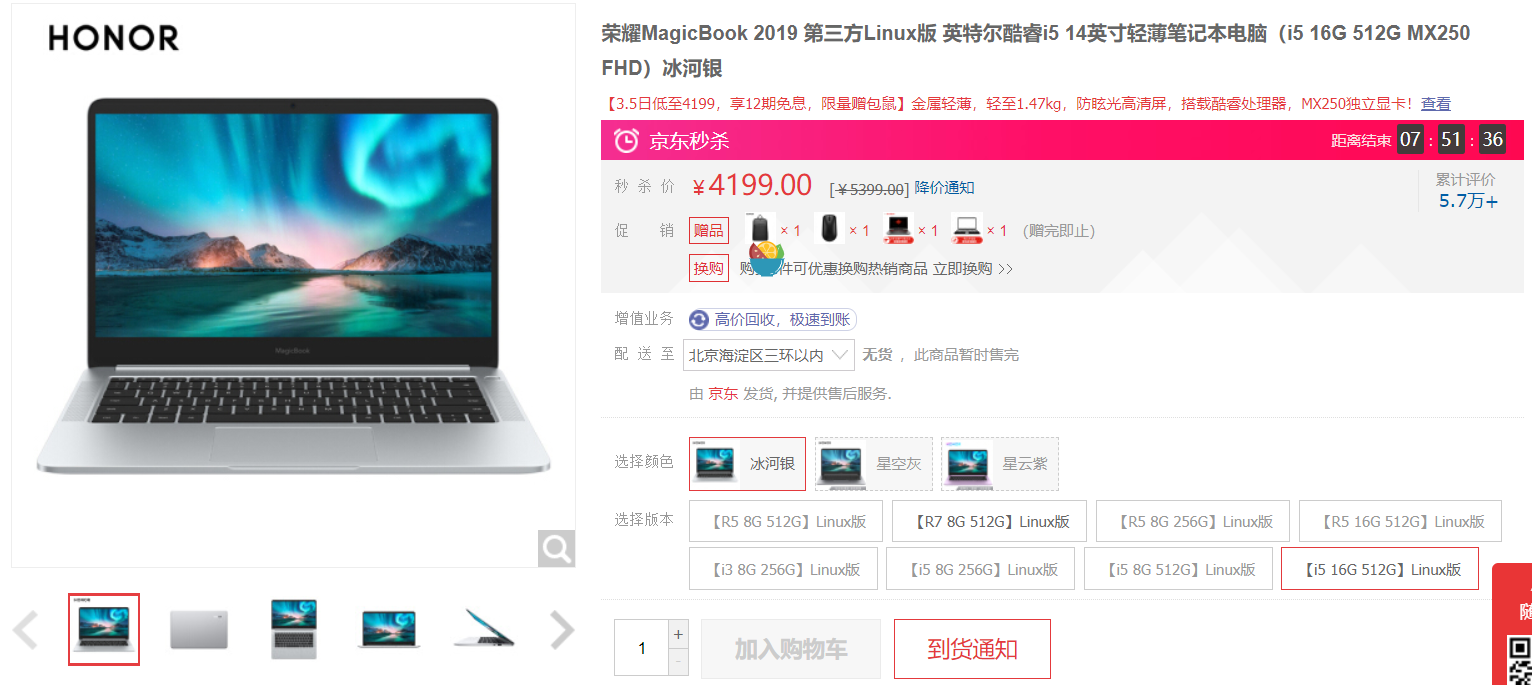 HONOR
MagicBook
荣耀MagicBook 2019 第三方Linux版 英特尔酷睿i5 14英寸轻薄笔记本电脑（i5 16G 512G MX250
FHD）冰河银
【3.5日低至4199，享12期免息，限量赠包鼠】金属轻薄，轻至1.47kg，防眩光高清屏，搭载酷睿处理器，MX250独立显卡！查看
京东秒杀 距离结束 07 : 51 : 36
秒 杀 价 ￥4199.00 [￥5399.00] 降价通知 累计评价
5.7万+
促 销 赠品 × 1 × 1 × 1 × 1 （赠完即止）
换购 购 件可优惠换购热销商品 立即换购 >>
增值业务 高价回收，极速到账
配 送 至 北京海淀区三环以内 无货 ，此商品暂时售完
由 京东 发货, 并提供售后服务.
选择颜色 冰河银 星空灰 星云紫
选择版本 【R5 8G 512G】Linux版 【R7 8G 512G】Linux版 【R5 8G 256G】Linux版 【R5 16G 512G】Linux版
【i3 8G 256G】Linux版 【i5 8G 256G】Linux版 【i5 8G 512G】Linux版 【i5 16G 512G】Linux版
1 + - 加入购物车 到货通知